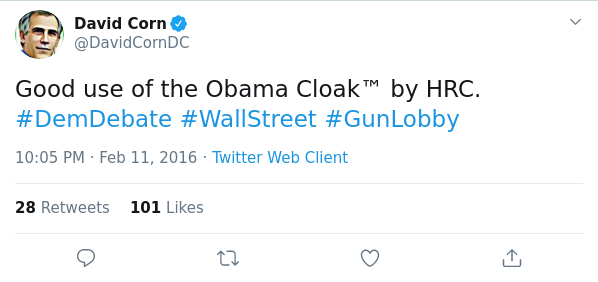 David Corn
@DavidCornDC
Good use of the Obama Cloak™ by HRC.
#DemDebate #WallStreet #GunLobby
10:05 PM · Feb 11, 2016 · Twitter Web Client
28 Retweets 101 Likes